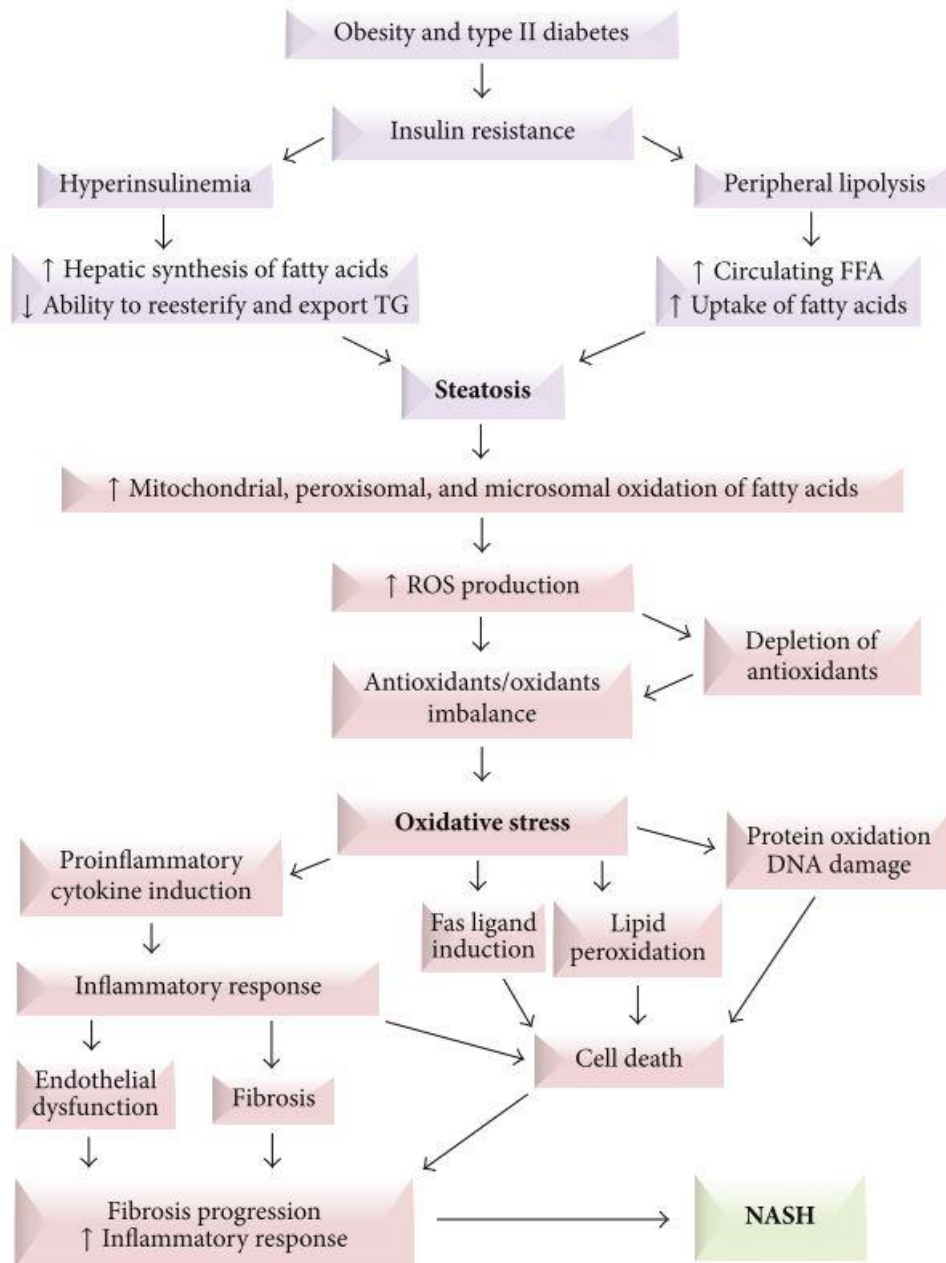 Obesity and type II diabetes
Insulin resistance
Hyperinsulinemia
Peripheral lipolysis
↑ Hepatic synthesis of fatty acids
↓ Ability to reesterify and export TG
↑ Circulating FFA
↑ Uptake of fatty acids
Steatosis
↑ Mitochondrial, peroxisomal, and microsomal oxidation of fatty acids
↑ ROS production
Depletion of
antioxidants
Antioxidants/oxidants
imbalance
Oxidative stress
Protein oxidation
DNA damage
Proinflammatory
cytokine induction
Fas ligand
induction
Lipid
peroxidation
Inflammatory response
Cell death
Endothelial
dysfunction
Fibrosis
Fibrosis progression
↑ Inflammatory response
NASH